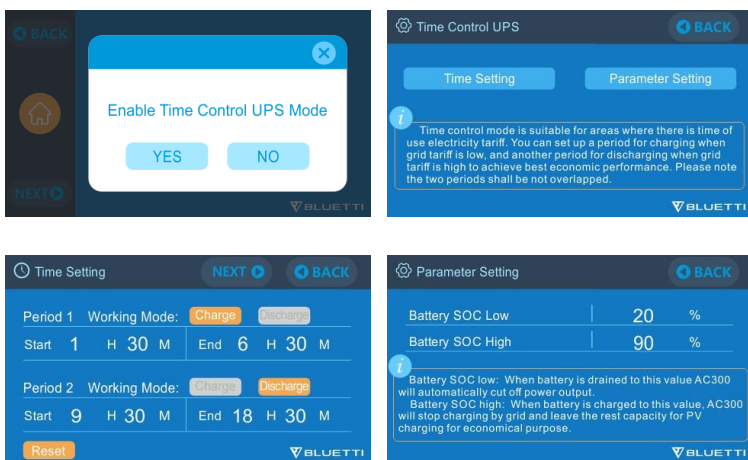 BACK
Enable Time Control UPS Mode
YES
NO
NEXT
BLUETTI
Time Control UPS
BACK
Time Setting
Parameter Setting
i
Time control mode is suitable for areas where there is time of
use electricity tariff. You can set up a period for charging when
grid tariff is low, and another period for discharging when grid
tariff is high to achieve best economic performance. Please note
the two periods shall be not overlapped.
BLUETTI
Time Setting
NEXT
BACK
Period 1 Working Mode: Charge Discharge
Start 1 H 30 M End 6 H 30 M
Period 2 Working Mode: Charge Discharge
Start 9 H 30 M End 18 H 30 M
Reset
BLUETTI
Parameter Setting
BACK
Battery SOC Low 20 %
Battery SOC High 90 %
i
Battery SOC low: When battery is drained to this value AC300
will automatically cut off power output.
Battery SOC high: When battery is charged to this value, AC300
will stop charging by grid and leave the rest capacity for PV
charging for economical purpose.
BLUETTI